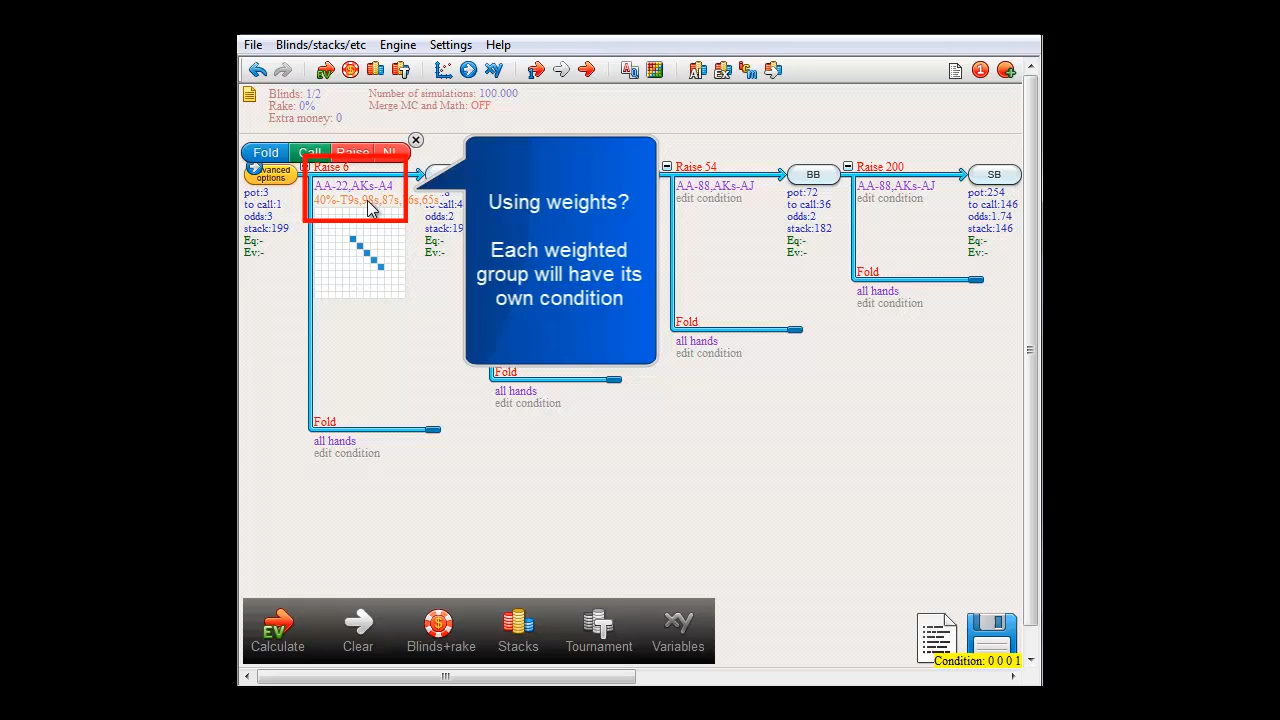 File Blinds/stacks/etc Engine Settings Help
Blinds: 1/2
Rake: 0%
Extra money: 0
Number of simulations: 100.000
Merge MC and Math: OFF
Fold Call Raise
Advanced
options
pot:3
to call:1
odds:3
stack:199
Eq:-
Ev:-
Raise 6
AA-22,AKs-A4
40%-T9s,98s,87s,76s,65s
Fold
all hands
edit condition
to call:4
odds:2
stack:19
Eq:-
Ev:-
Using weights?
Each weighted
group will have its
own condition
Fold
all hands
edit condition
Raise 54
AA-88,AKs-AJ
edit condition
Fold
all hands
edit condition
BB
pot:72
to call:36
odds:2
stack:182
Eq:-
Ev:-
Raise 200
AA-88,AKs-AJ
edit condition
Fold
all hands
edit condition
SB
pot:254
to call:146
odds:1.74
stack:146
Eq:-
Ev:-
EV
Calculate Clear Blinds+rake Stacks Tournament Variables
Condition: 0 0 0 1